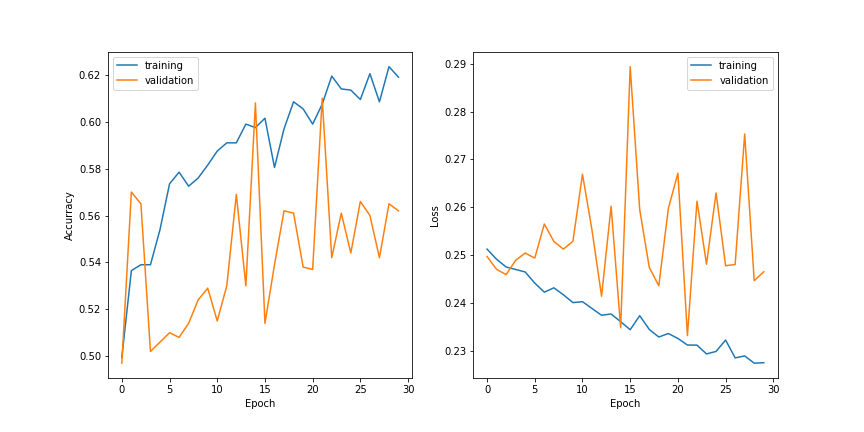 training
validation
0.62
0.60
0.58
0.56
0.54
0.52
0.50
Accurracy
0 5 10 15 20 25 30
Epoch
training
validation
0.29
0.28
0.27
0.26
0.25
0.24
0.23
Loss
0 5 10 15 20 25 30
Epoch